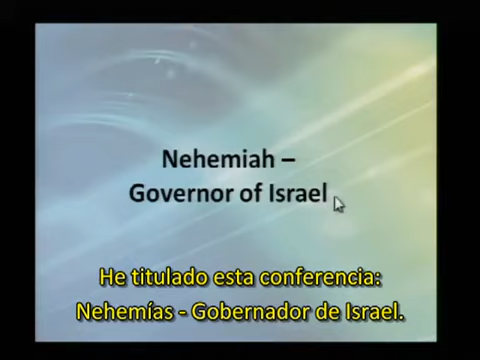 Nehemiah –
Governor of Israel
He titulado esta conferencia:
Nehemías - Gobernador de Israel.